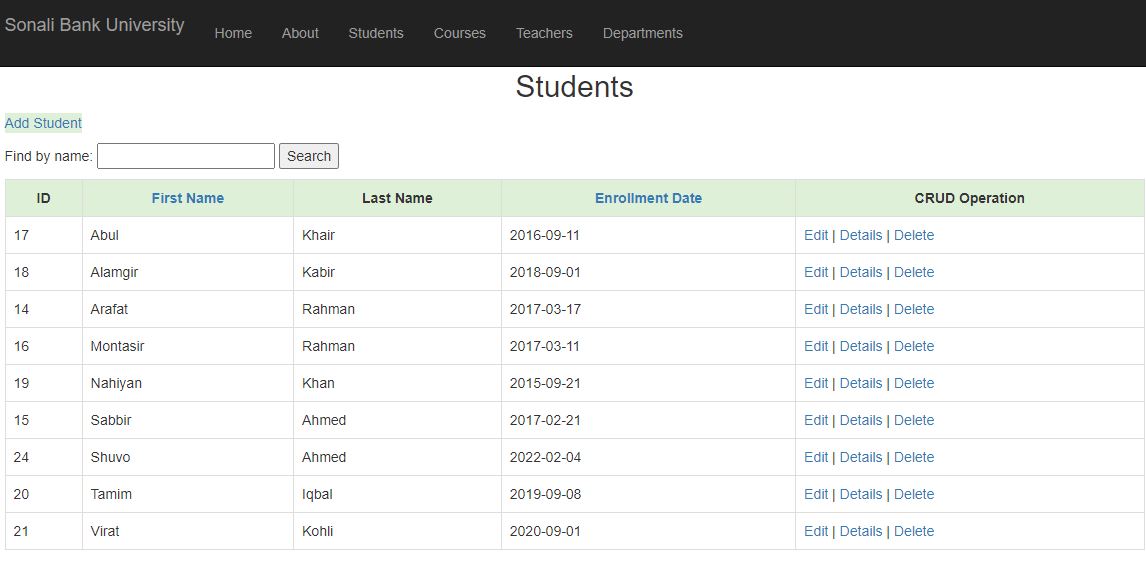 Sonali Bank University Home About Students Courses Teachers Departments
Students
Add Student
Find by name: Search
ID First Name Last Name Enrollment Date CRUD Operation
17 Abul Khair 2016-09-11 Edit | Details | Delete
18 Alamgir Kabir 2018-09-01 Edit | Details | Delete
14 Arafat Rahman 2017-03-17 Edit | Details | Delete
16 Montasir Rahman 2017-03-11 Edit | Details | Delete
19 Nahiyan Khan 2015-09-21 Edit | Details | Delete
15 Sabbir Ahmed 2017-02-21 Edit | Details | Delete
24 Shuvo Ahmed 2022-02-04 Edit | Details | Delete
20 Tamim Iqbal 2019-09-08 Edit | Details | Delete
21 Virat Kohli 2020-09-01 Edit | Details | Delete